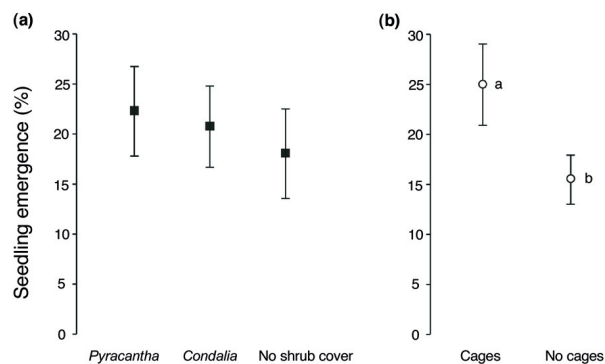 (a)
(b)
Seedling emergence (%)
30
25
20
15
10
5
0
Pyracantha Condalia No shrub cover
30
25
20
15
10
5
0
a
b
Cages No cages